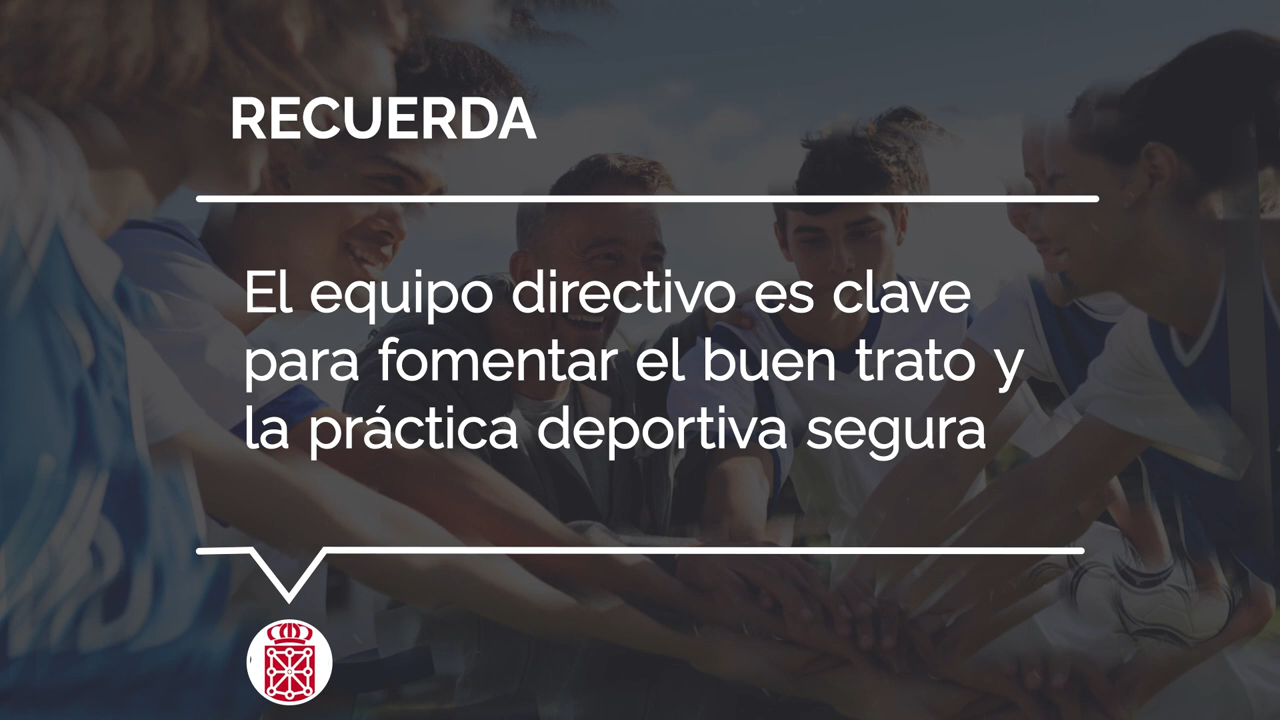 RECUERDA
El equipo directivo es clave
para fomentar el buen trato y
la práctica deportiva segura